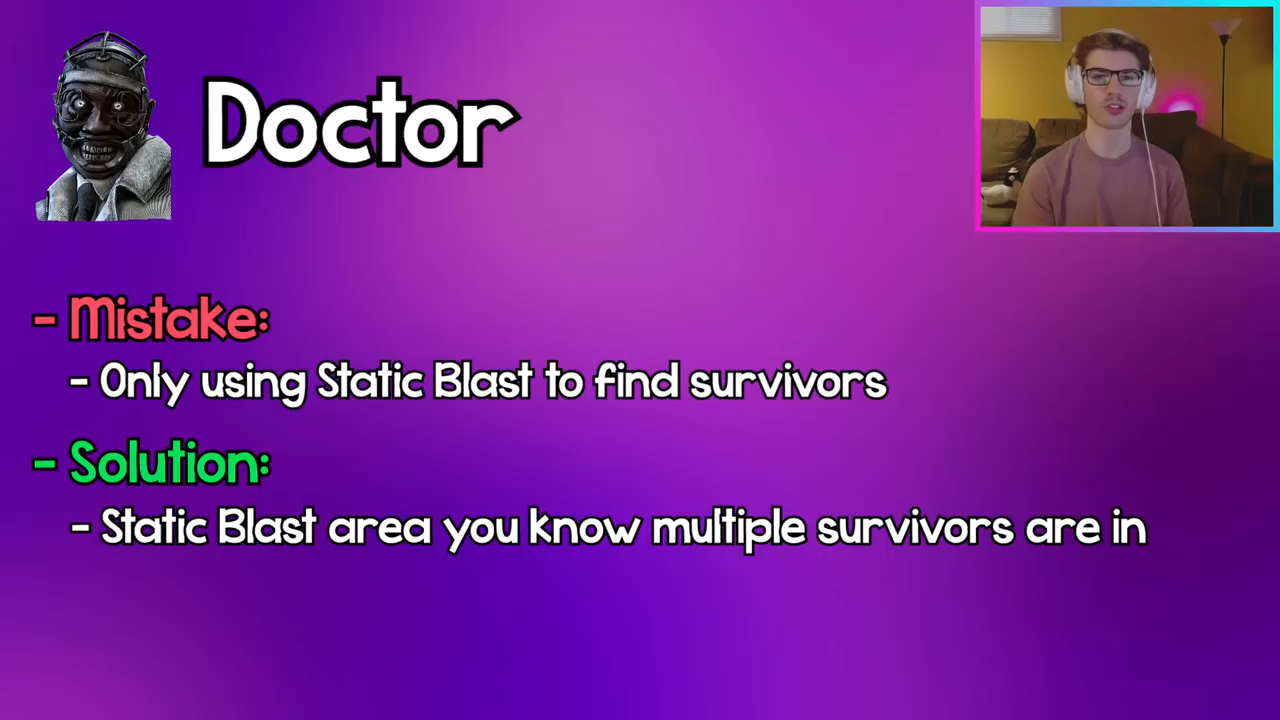 Doctor
- Mistake:
- Only using Static Blast to find survivors
- Solution:
- Static Blast area you know multiple survivors are in